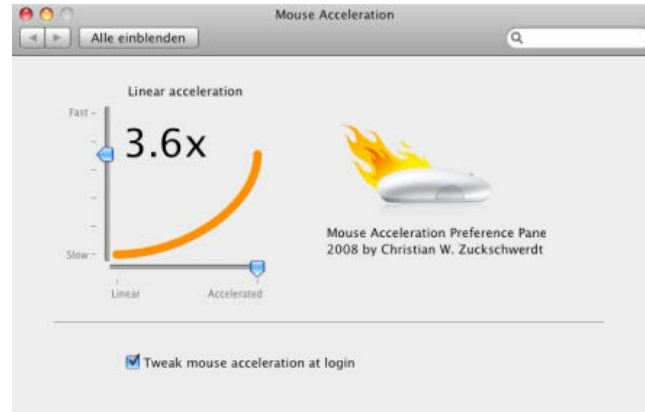 Mouse Acceleration
Alle einblenden
Linear acceleration
Fast
3.6x
Slow
Linear
Accelerated
Mouse Acceleration Preference Pane
2008 by Christian W. Zuckschwerdt
Tweak mouse acceleration at login